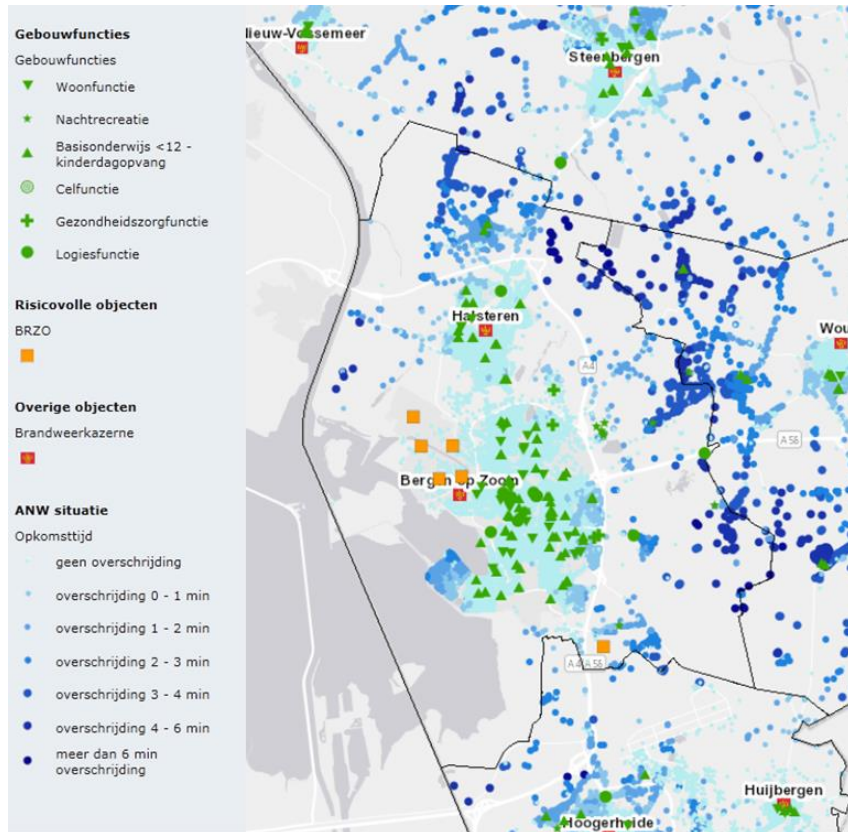 Gebouwfuncties
Gebouwfuncties
Woonfunctie
Nachtrecreatie
Basisonderwijs <12 -
kinderdagopvang
Celfunctie
Gezondheidszorgfunctie
Logiesfunctie
Risicovolle objecten
BRZO
Overige objecten
Brandweerkazerne
ANW situatie
Opkomsttijd
geen overschrijding
overschrijding 0 - 1 min
overschrijding 1 - 2 min
overschrijding 2 - 3 min
overschrijding 3 - 4 min
overschrijding 4 - 6 min
meer dan 6 min
overschrijding
lieuw-Vossemeer
Steenbergen
Halsteren
Wou
A4
A58
Bergen op Zoom
A4
A58
Huijbergen
Hoogerheide